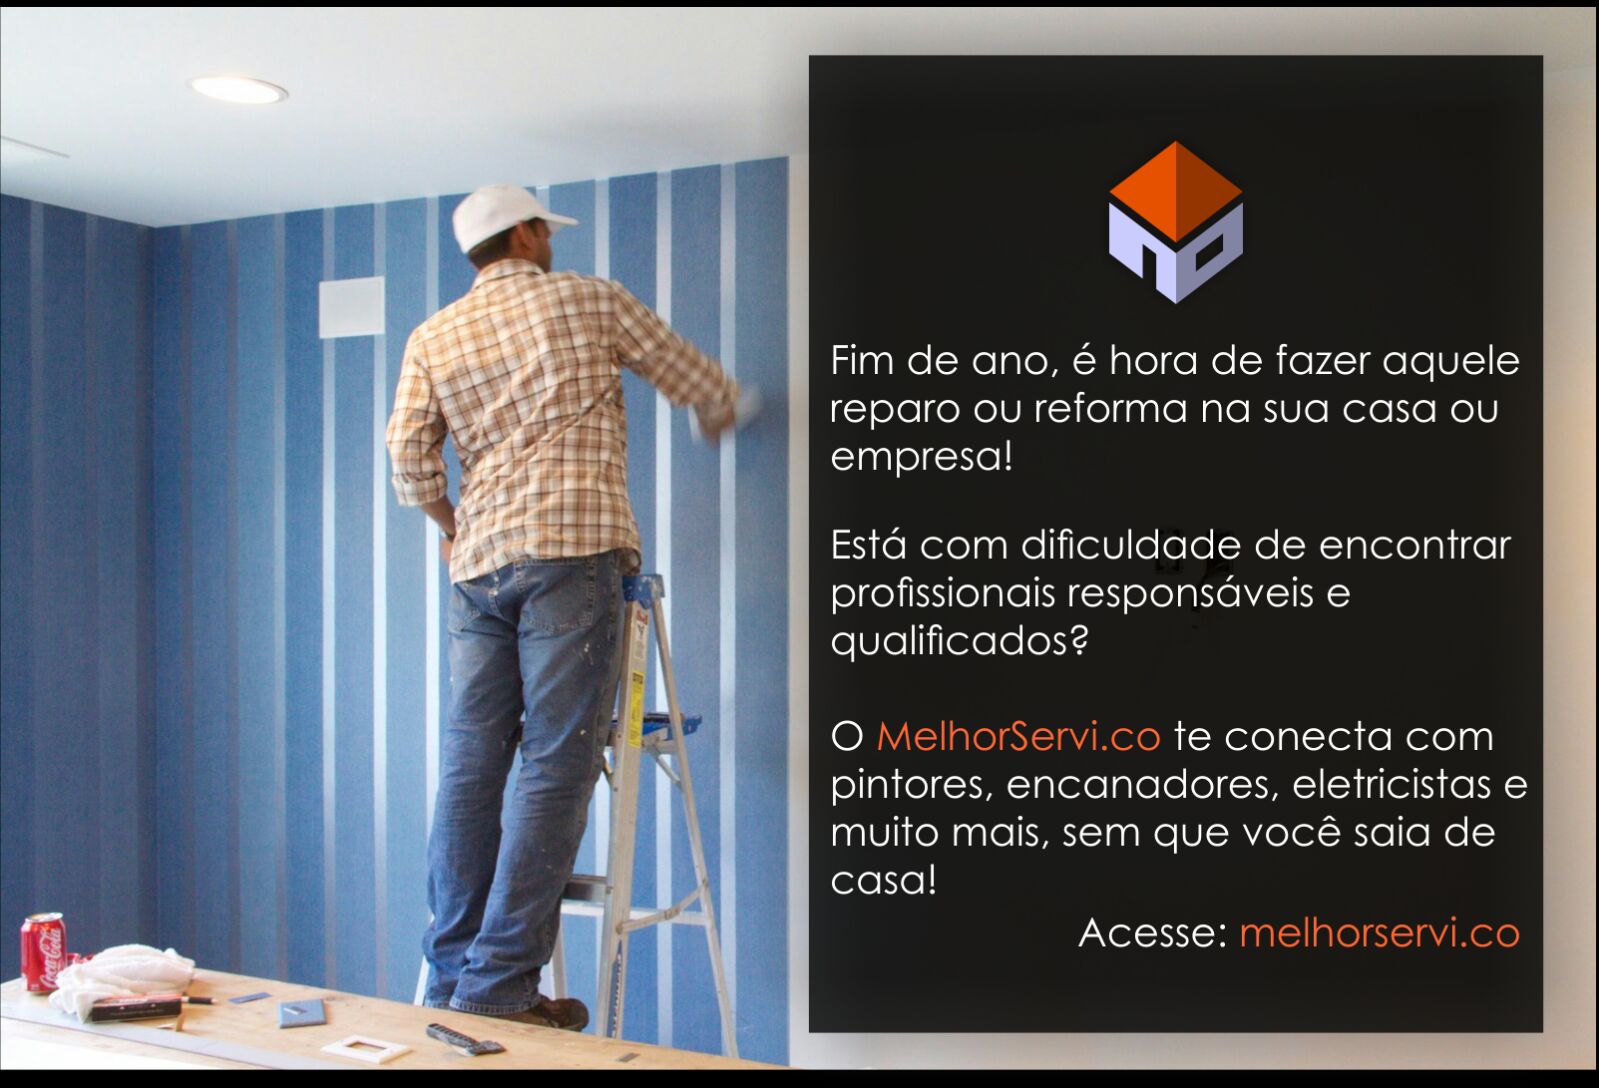 Fim de ano, é hora de fazer aquele
reparo ou reforma na sua casa ou
empresa!
Está com dificuldade de encontrar
profissionais responsáveis e
qualificados?
O MelhorServi.co te conecta com
pintores, encanadores, eletricistas e
muito mais, sem que você saia de
casa!
Acesse: melhorservi.co
Coca-Cola